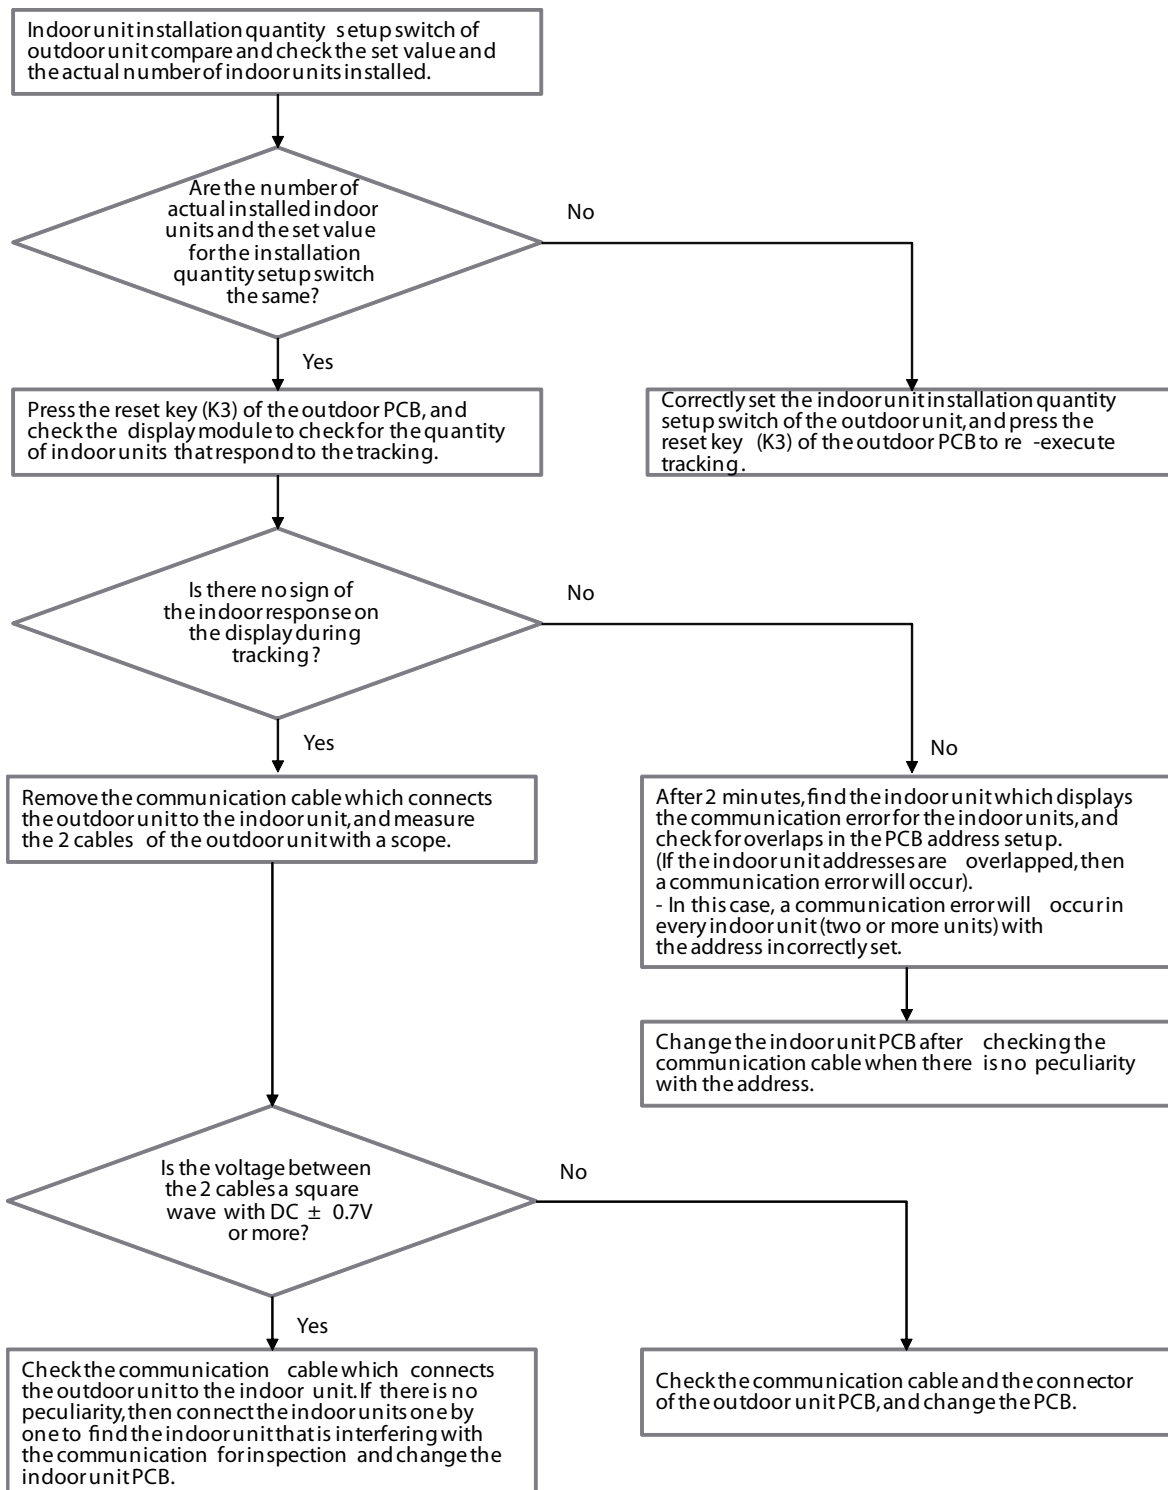 Indoor unit installation quantity setup switch of
outdoor unit compare and check the set value and
the actual number of indoor units installed.
Are the number of
actual installed indoor
units and the set value
for the installation
quantity setup switch
the same?
No
Yes
Press the reset key (K3) of the outdoor PCB, and
check the display module to check for the quantity
of indoor units that respond to the tracking.
Correctly set the indoor unit installation quantity
setup switch of the outdoor unit, and press the
reset key (K3) of the outdoor PCB to re -execute
tracking.
Is there no sign of
the indoor response on
the display during
tracking?
No
Yes
No
Remove the communication cable which connects
the outdoor unit to the indoor unit, and measure
the 2 cables of the outdoor unit with a scope.
After 2 minutes, find the indoor unit which displays
the communication error for the indoor units, and
check for overlaps in the PCB address setup.
(If the indoor unit addresses are overlapped, then
a communication error will occur).
- In this case, a communication error will occur in
every indoor unit (two or more units) with
the address incorrectly set.
Change the indoor unit PCB after checking the
communication cable when there is no peculiarity
with the address.
Is the voltage between
the 2 cables a square
wave with DC ± 0.7V
or more?
No
Yes
Check the communication cable which connects
the outdoor unit to the indoor unit. If there is no
peculiarity, then connect the indoor units one by
one to find the indoor unit that is interfering with
the communication for inspection and change the
indoor unit PCB.
Check the communication cable and the connector
of the outdoor unit PCB, and change the PCB.